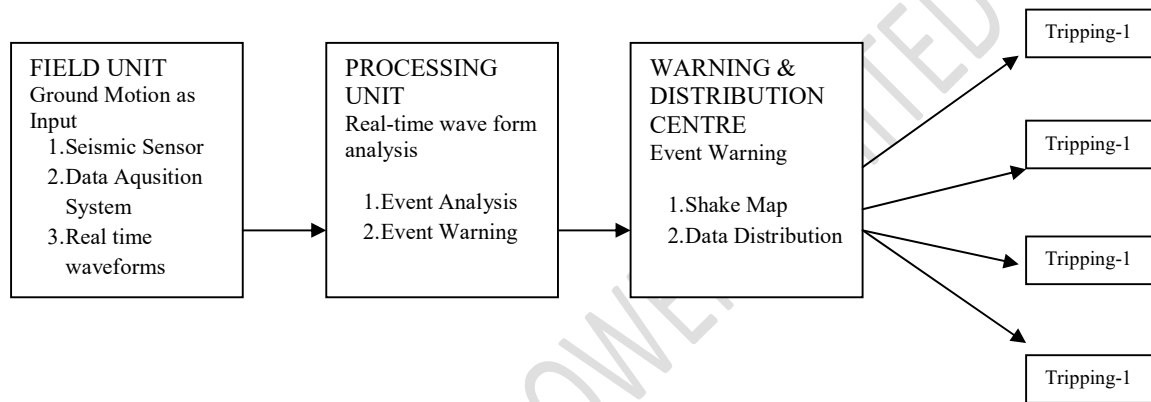 FIELD UNIT
Ground Motion as
Input
1.Seismic Sensor
2.Data Aqusition
System
3.Real time
waveforms
PROCESSING
UNIT
Real-time wave form
analysis
1.Event Analysis
2.Event Warning
WARNING &
DISTRIBUTION
CENTRE
Event Warning
1.Shake Map
2.Data Distribution
Tripping-1
Tripping-1
Tripping-1
Tripping-1